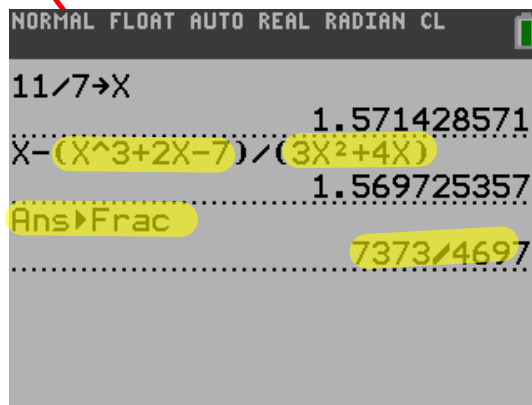 NORMAL FLOAT AUTO REAL RADIAN CL
11/7→X
1.571428571
X-(X^3+2X-7)/(3X²+4X)
1.569725357
Ans▶Frac
7373/4697